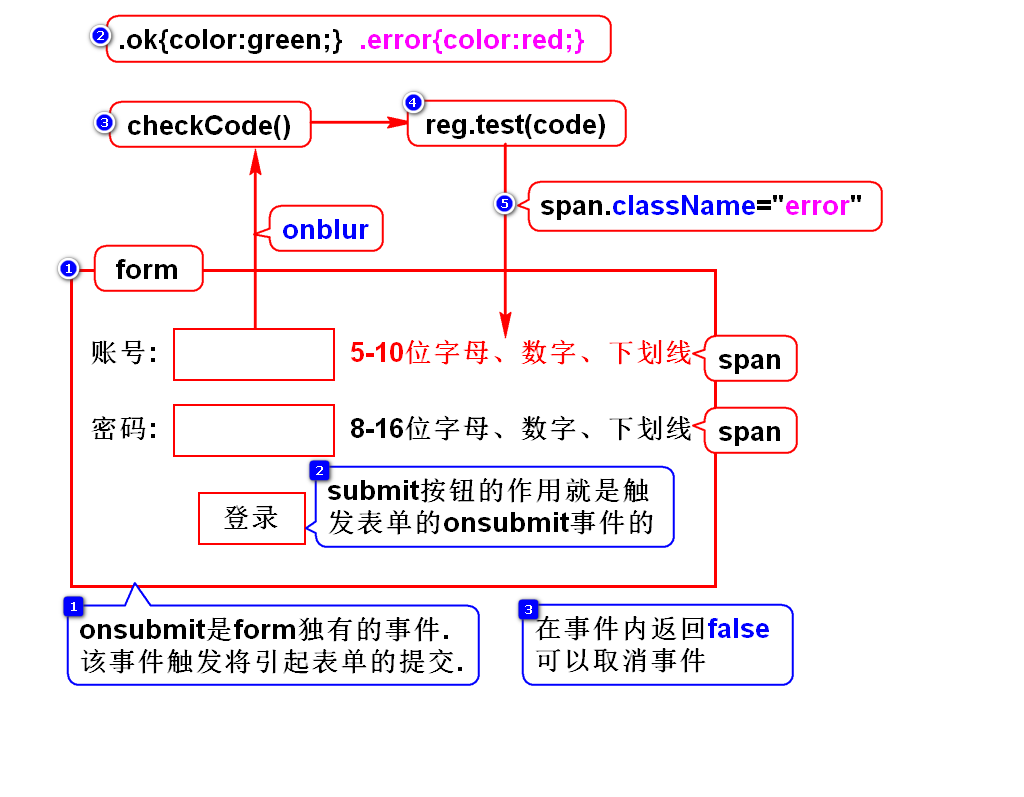 2 .ok{color:green;} .error{color:red;}
3 checkCode()
4 reg.test(code)
5 span.className="error"
onblur
1 form
账号: 5-10位字母、数字、下划线 span
密码: 8-16位字母、数字、下划线 span
登录
2 submit按钮的作用就是触
发表单的onsubmit事件的
1 onsubmit是form独有的事件.
该事件触发将引起表单的提交.
3 在事件内返回false
可以取消事件